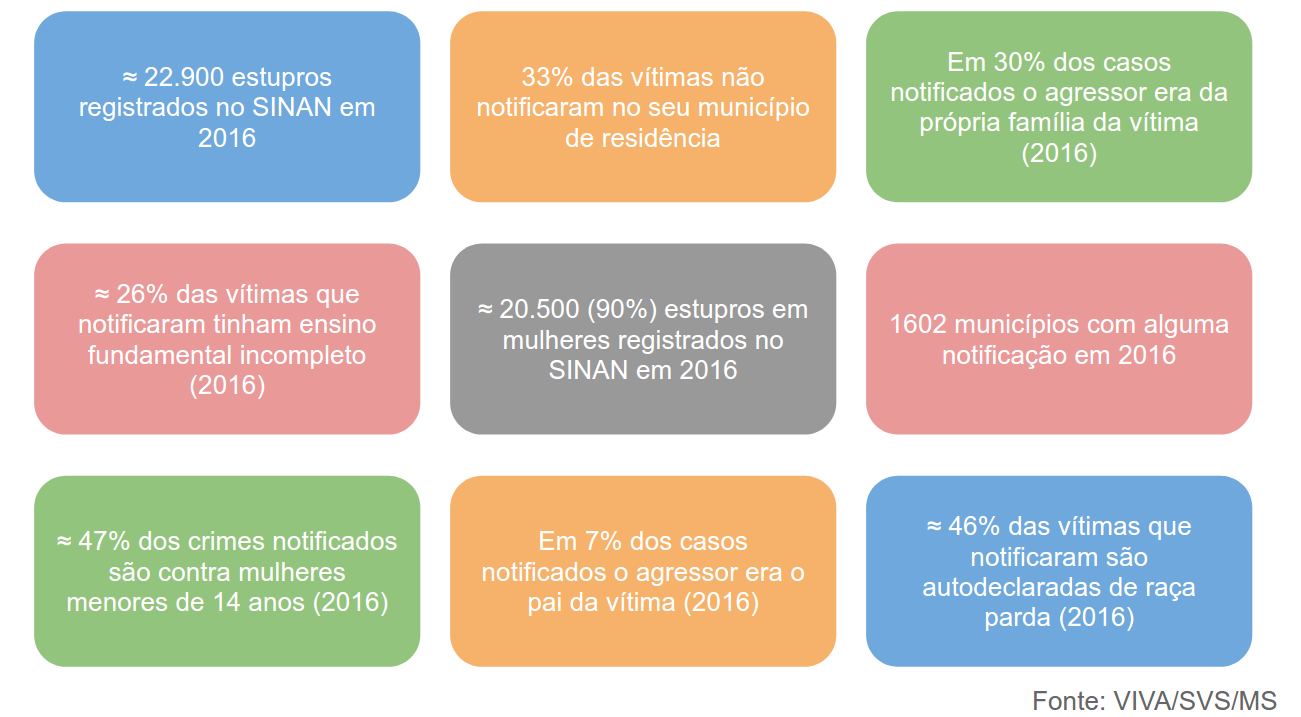 ≈ 22.900 estupros
registrados no SINAN em
2016
33% das vítimas não
notificaram no seu município
de residência
Em 30% dos casos
notificados o agressor era da
própria família da vítima
(2016)
≈ 26% das vítimas que
notificaram tinham ensino
fundamental incompleto
(2016)
≈ 20.500 (90%) estupros em
mulheres registrados no
SINAN em 2016
1602 municípios com alguma
notificação em 2016
≈ 47% dos crimes notificados
são contra mulheres
menores de 14 anos (2016)
Em 7% dos casos
notificados o agressor era o
pai da vítima (2016)
≈ 46% das vítimas que
notificaram são
autodeclaradas de raça
parda (2016)
Fonte: VIVA/SVS/MS